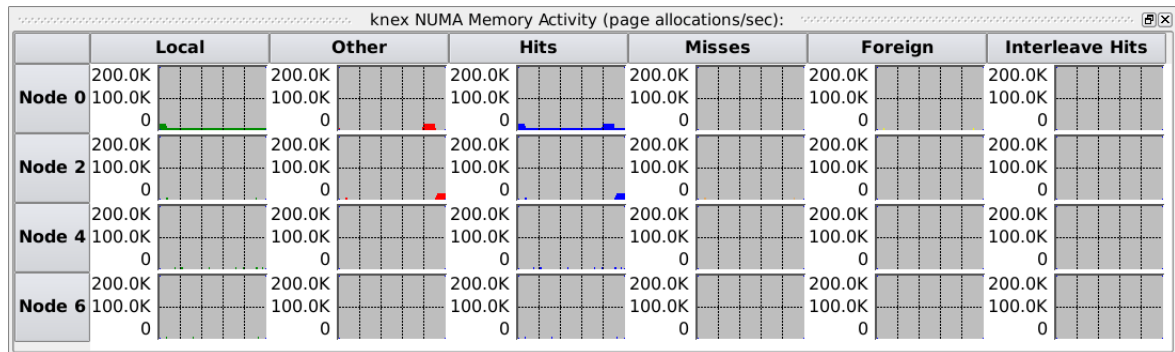 knex NUMA Memory Activity (page allocations/sec):
Local Other Hits Misses Foreign Interleave Hits
200.0K 200.0K 200.0K 200.0K 200.0K 200.0K
Node 0 100.0K 100.0K 100.0K 100.0K 100.0K 100.0K
0 0 0 0 0 0
200.0K 200.0K 200.0K 200.0K 200.0K 200.0K
Node 2 100.0K 100.0K 100.0K 100.0K 100.0K 100.0K
0 0 0 0 0 0
200.0K 200.0K 200.0K 200.0K 200.0K 200.0K
Node 4 100.0K 100.0K 100.0K 100.0K 100.0K 100.0K
0 0 0 0 0 0
200.0K 200.0K 200.0K 200.0K 200.0K 200.0K
Node 6 100.0K 100.0K 100.0K 100.0K 100.0K 100.0K
0 0 0 0 0 0